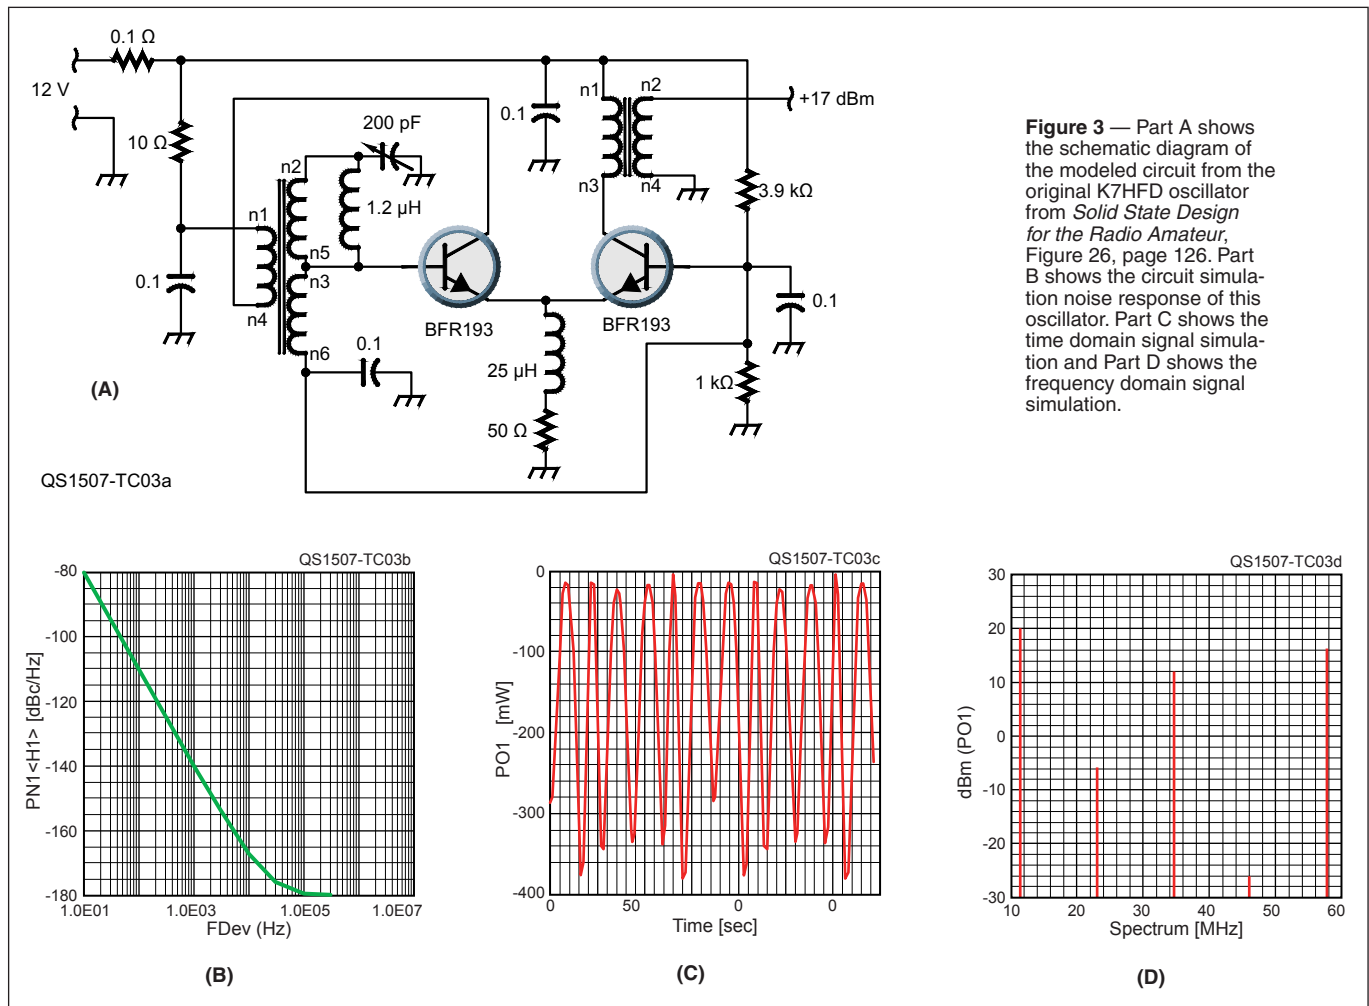 0.1 Ω
12 V
10 Ω
200 pF
n2
1.2 µH
n1
n5
n3
0.1
n4
n6
0.1
BFR193
25 µH
50 Ω
0.1
n1
n2
+17 dBm
n3
n4
3.9 kΩ
BFR193
0.1
1 kΩ
(A)
QS1507-TC03a
Figure 3 — Part A shows
the schematic diagram of
the modeled circuit from the
original K7HFD oscillator
from Solid State Design
for the Radio Amateur,
Figure 26, page 126. Part
B shows the circuit simula-
tion noise response of this
oscillator. Part C shows the
time domain signal simula-
tion and Part D shows the
frequency domain signal
simulation.
QS1507-TC03b
PN1<H1> [dBc/Hz]
-80
-100
-120
-140
-160
-180
1.0E01 1.0E03 1.0E05 1.0E07
FDev (Hz)
(B)
QS1507-TC03c
PO1 [mW]
0
-100
-200
-300
-400
0 50 0 0
Time [sec]
(C)
QS1507-TC03d
dBm (PO1)
30
20
10
0
-10
-20
-30
10 20 30 40 50 60
Spectrum [MHz]
(D)